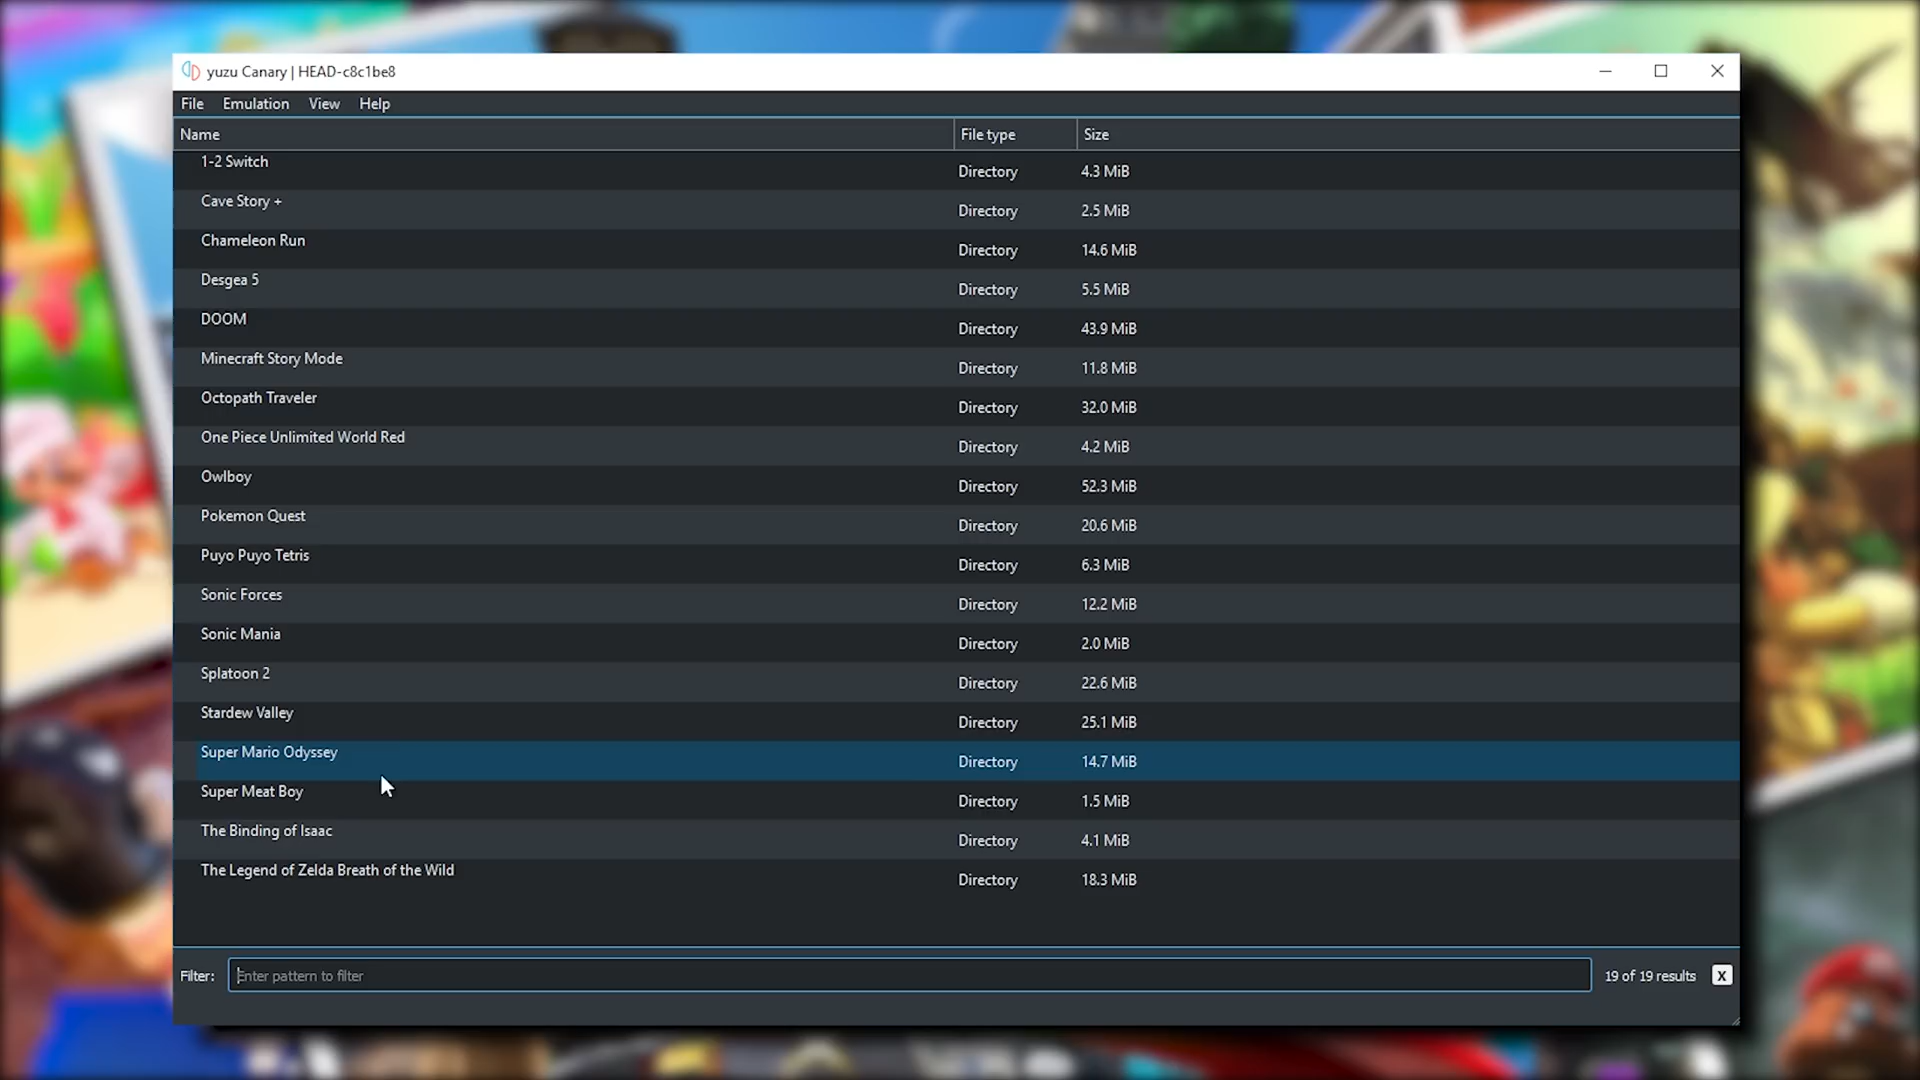 yuzu Canary | HEAD-c8c1be8
File Emulation View Help
Name File type Size
1-2 Switch Directory 4.3 MiB
Cave Story + Directory 2.5 MiB
Chameleon Run Directory 14.6 MiB
Desgea 5 Directory 5.5 MiB
DOOM Directory 43.9 MiB
Minecraft Story Mode Directory 11.8 MiB
Octopath Traveler Directory 32.0 MiB
One Piece Unlimited World Red Directory 4.2 MiB
Owlboy Directory 52.3 MiB
Pokemon Quest Directory 20.6 MiB
Puyo Puyo Tetris Directory 6.3 MiB
Sonic Forces Directory 12.2 MiB
Sonic Mania Directory 2.0 MiB
Splatoon 2 Directory 22.6 MiB
Stardew Valley Directory 25.1 MiB
Super Mario Odyssey Directory 14.7 MiB
Super Meat Boy Directory 1.5 MiB
The Binding of Isaac Directory 4.1 MiB
The Legend of Zelda Breath of the Wild Directory 18.3 MiB
Filter: Enter pattern to filter 19 of 19 results X